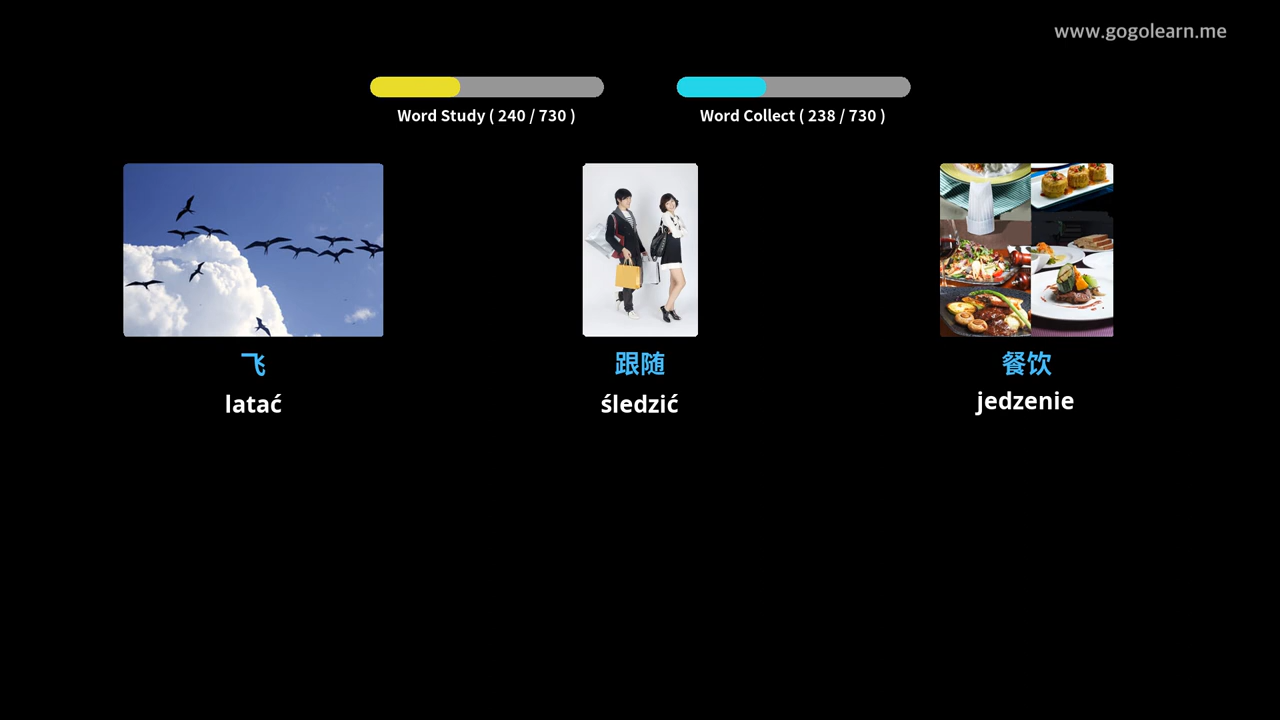 www.gogolearn.me
Word Study ( 240 / 730 )
Word Collect ( 238 / 730 )
飞
跟随
餐饮
latać
śledzić
jedzenie